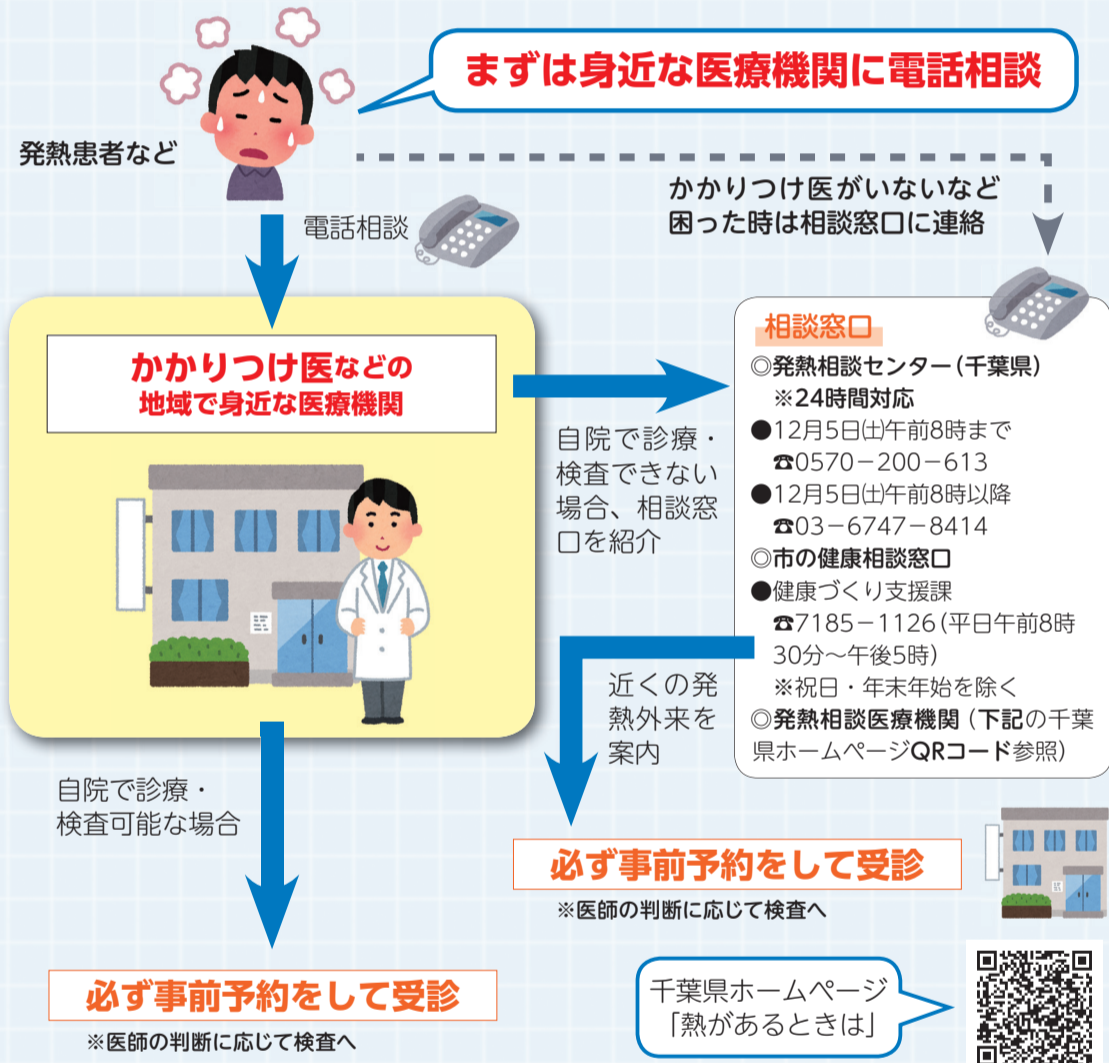 まずは身近な医療機関に電話相談
発熱患者など
かかりつけ医がいないなど
困った時は相談窓口に連絡
電話相談
かかりつけ医などの
地域で身近な医療機関
自院で診療・
検査できない
場合、相談窓
口を紹介
相談窓口
◎発熱相談センター(千葉県)
※24時間対応
●12月5日㈯午前8時まで
☎0570−200−613
●12月5日㈯午前8時以降
☎03−6747−8414
◎市の健康相談窓口
●健康づくり支援課
☎7185−1126(平日午前8時
30分～午後5時)
※祝日・年末年始を除く
◎発熱相談医療機関(下記の千葉
県ホームページQRコード参照)
近くの発
熱外来を
案内
自院で診療・
検査可能な場合
必ず事前予約をして受診
※医師の判断に応じて検査へ
必ず事前予約をして受診
※医師の判断に応じて検査へ
千葉県ホームページ
「熱があるときは」